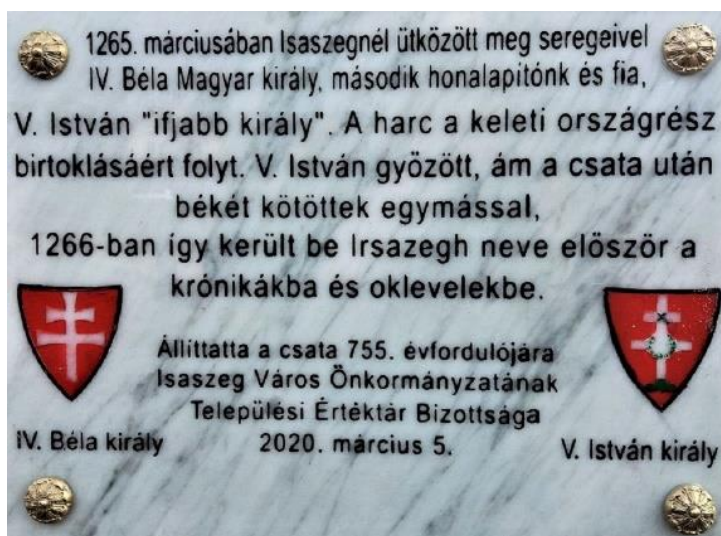 1265. márciusában Isaszegnél ütközött meg seregeivel
IV. Béla Magyar király, második honalapítónk és fia,
V. István "ifjabb király". A harc a keleti országrész
birtoklásáért folyt. V. István győzött, ám a csata után
békét kötöttek egymással,
1266-ban így került be Irsazegh neve először a
krónikákba és oklevelekbe.
Állíttatta a csata 755. évfordulójára
Isaszeg Város Önkormányzatának
Települési Értéktár Bizottsága
2020. március 5.
IV. Béla király
V. István király